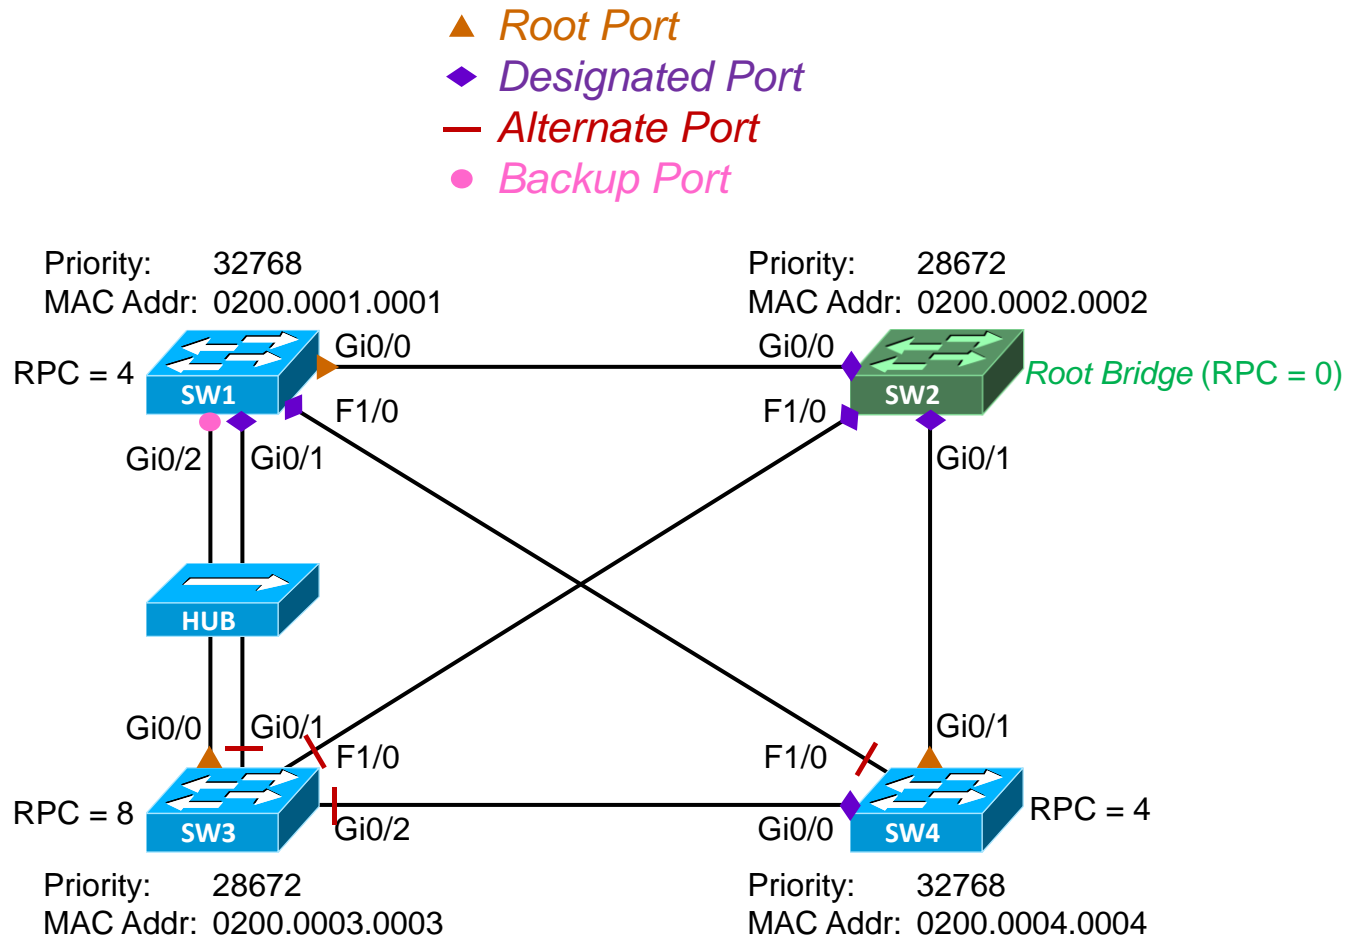 Root Port
Designated Port
Alternate Port
Backup Port
Priority: 32768
MAC Addr: 0200.0001.0001
Priority: 28672
MAC Addr: 0200.0002.0002
Gi0/0
Gi0/0
RPC = 4
SW1
SW2
Root Bridge (RPC = 0)
F1/0
F1/0
Gi0/2
Gi0/1
Gi0/1
HUB
Gi0/0
Gi0/1
Gi0/1
F1/0
F1/0
RPC = 8
SW3
Gi0/2
Gi0/0
SW4
RPC = 4
Priority: 28672
MAC Addr: 0200.0003.0003
Priority: 32768
MAC Addr: 0200.0004.0004